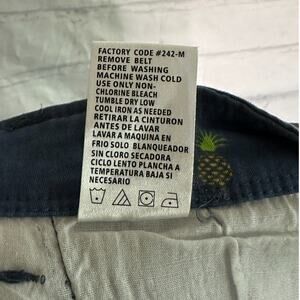 FACTORY CODE #242-M
REMOVE BELT
BEFORE WASHING
MACHINE WASH COLD
USE ONLY NON-
CHLORINE BLEACH
TUMBLE DRY LOW
COOL IRON AS NEEDED
RETIRAR LA CINTURON
ANTES DE LAVAR
LAVAR A MAQUINA EN
FRIO SOLO BLANQUEADOR
SIN CLORO SECADORA
CICLO LENTO PLANCHA A
TEMPERATURA BAJA SI
NECESARIO